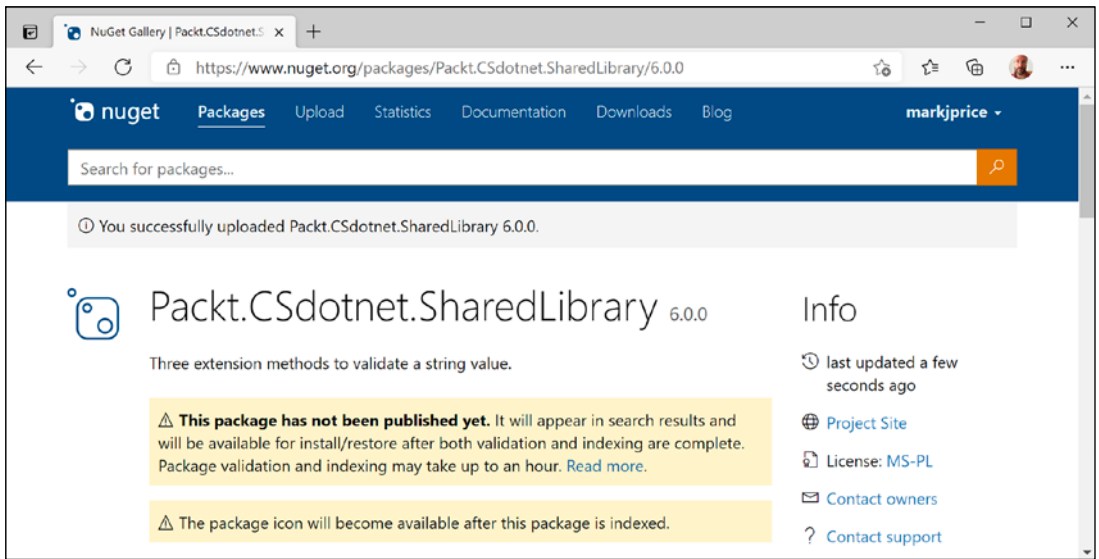 NuGet Gallery | Packt.CSdotnet.S
https://www.nuget.org/packages/Packt.CSdotnet.SharedLibrary/6.0.0
nuget Packages Upload Statistics Documentation Downloads Blog markjprice
Search for packages...
You successfully uploaded Packt.CSdotnet.SharedLibrary 6.0.0.
Packt.CSdotnet.SharedLibrary 6.0.0
Three extension methods to validate a string value.
This package has not been published yet. It will appear in search results and
will be available for install/restore after both validation and indexing are complete.
Package validation and indexing may take up to an hour. Read more.
The package icon will become available after this package is indexed.
Info
last updated a few
seconds ago
Project Site
License: MS-PL
Contact owners
Contact support